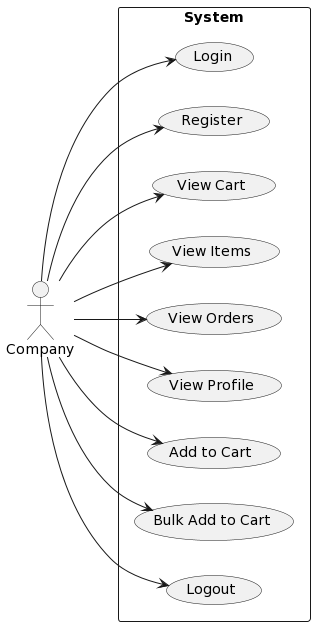 System
Login
Register
View Cart
View Items
View Orders
Company
View Profile
Add to Cart
Bulk Add to Cart
Logout